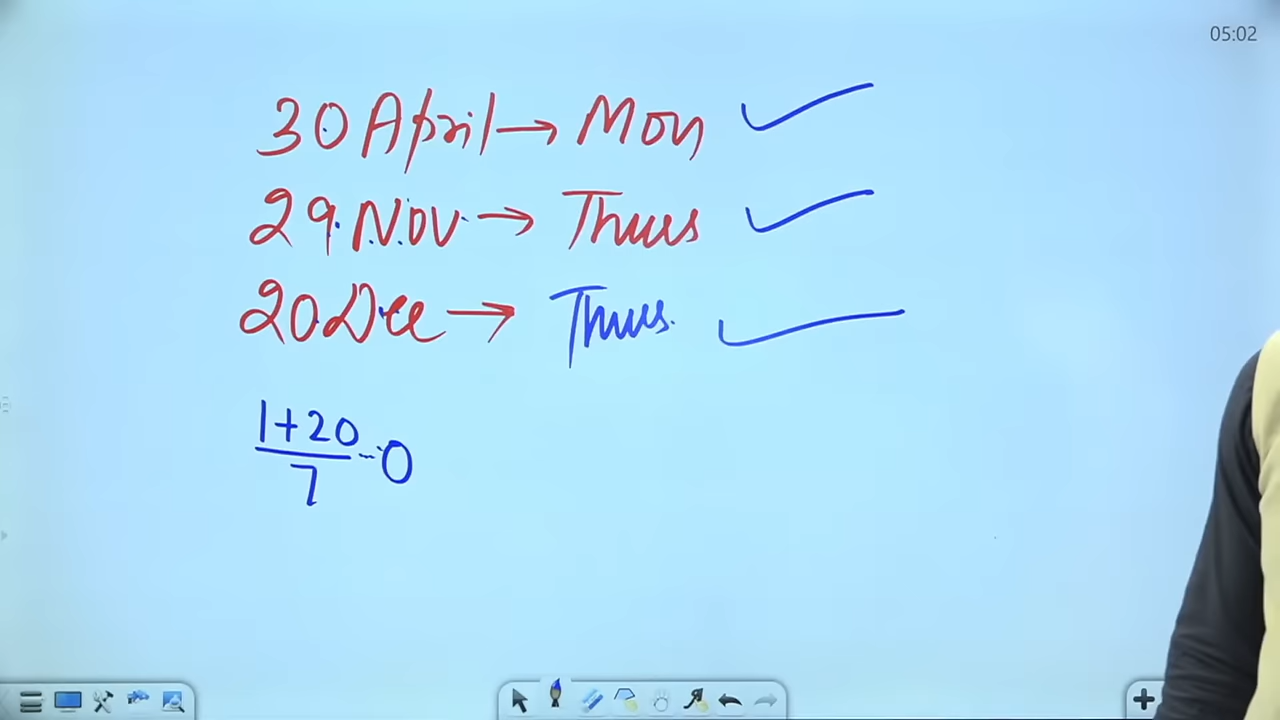 05:02
30 April → Mon ✓
29 Nov → Thurs ✓
20 Dec → Thurs. ✓
1+20
7
0